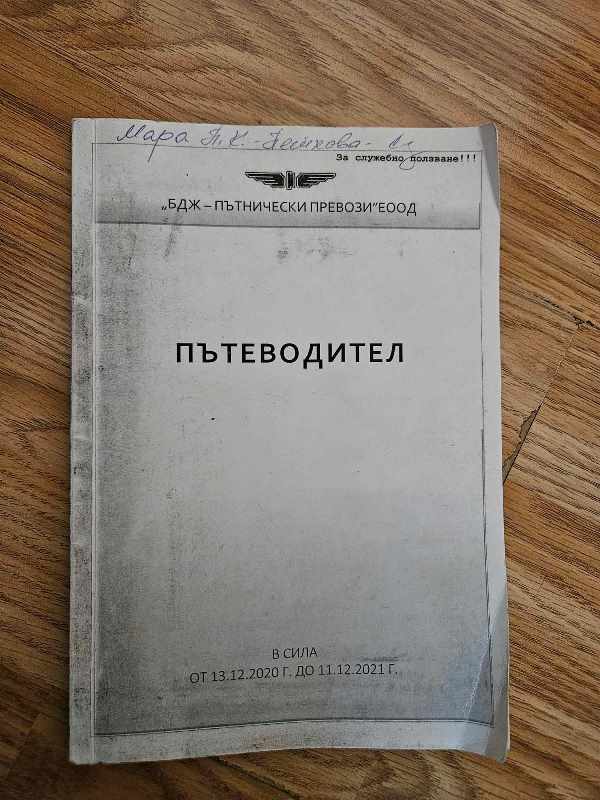 Мара П. К. -
За служебно ползване!!!
„БДЖ – ПЪТНИЧЕСКИ ПРЕВОЗИ“ЕООД
ПЪТЕВОДИТЕЛ
В СИЛА
ОТ 13.12.2020 Г. ДО 11.12.2021 Г.